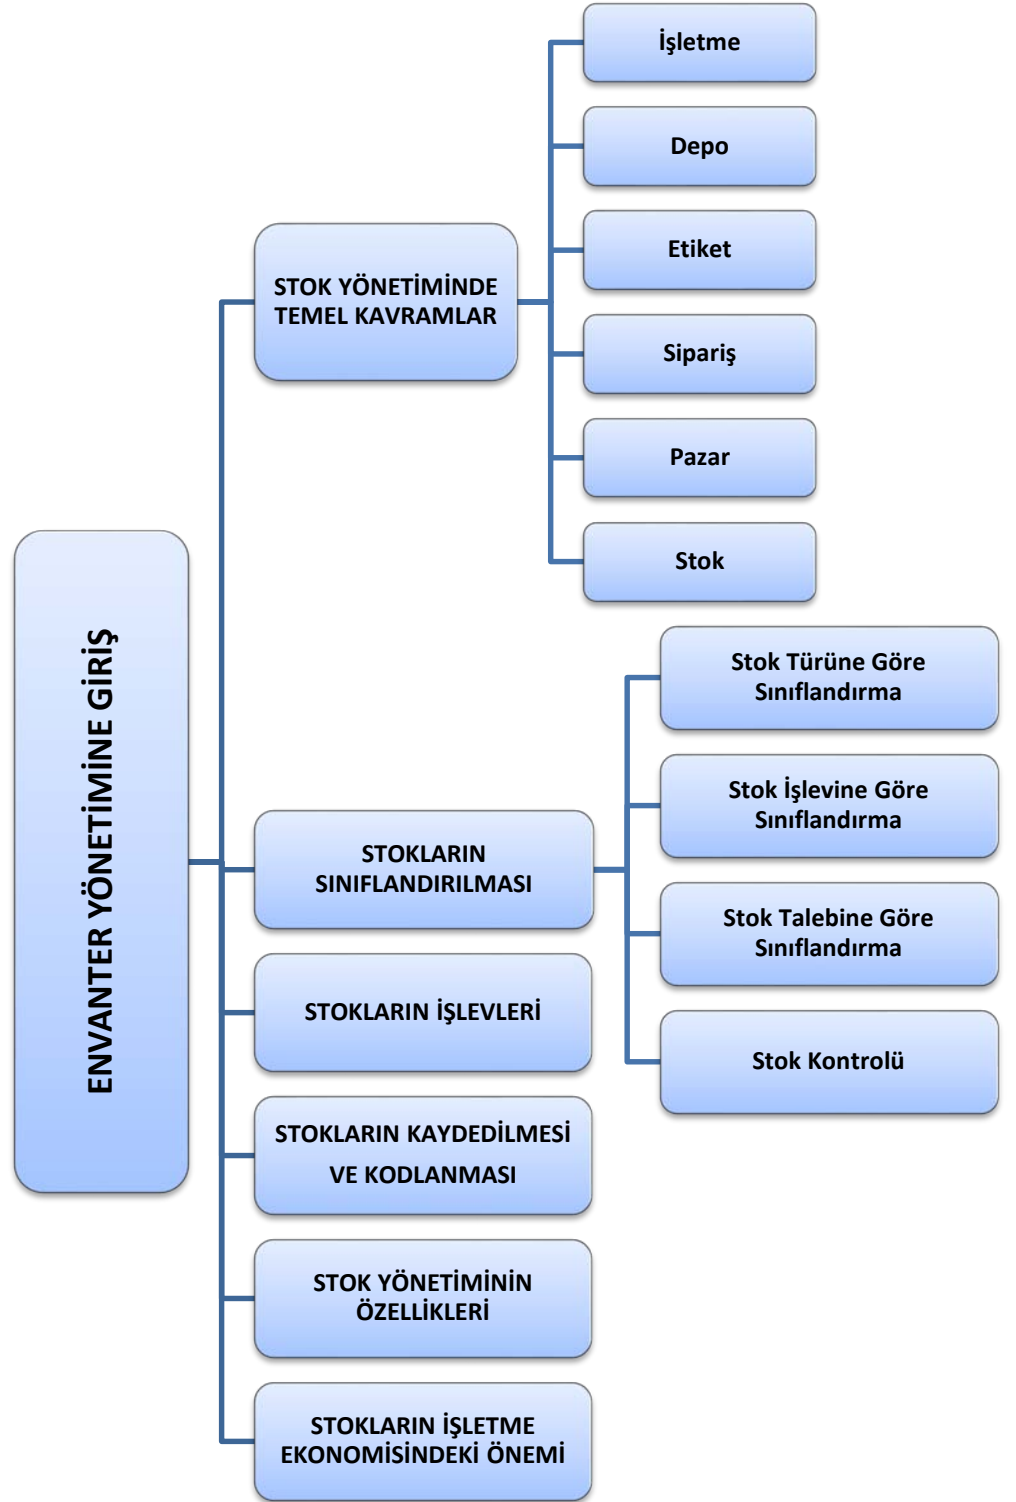 ENVANTER YÖNETİMİNE GİRİŞ
STOK YÖNETİMİNDE
TEMEL KAVRAMLAR
İşletme
Depo
Etiket
Sipariş
Pazar
Stok
STOKLARIN
SINIFLANDIRILMASI
Stok Türüne Göre
Sınıflandırma
Stok İşlevine Göre
Sınıflandırma
Stok Talebine Göre
Sınıflandırma
Stok Kontrolü
STOKLARIN İŞLEVLERİ
STOKLARIN KAYDEDİLMESİ
VE KODLANMASI
STOK YÖNETİMİNİN
ÖZELLİKLERİ
STOKLARIN İŞLETME
EKONOMİSİNDEKİ ÖNEMİ